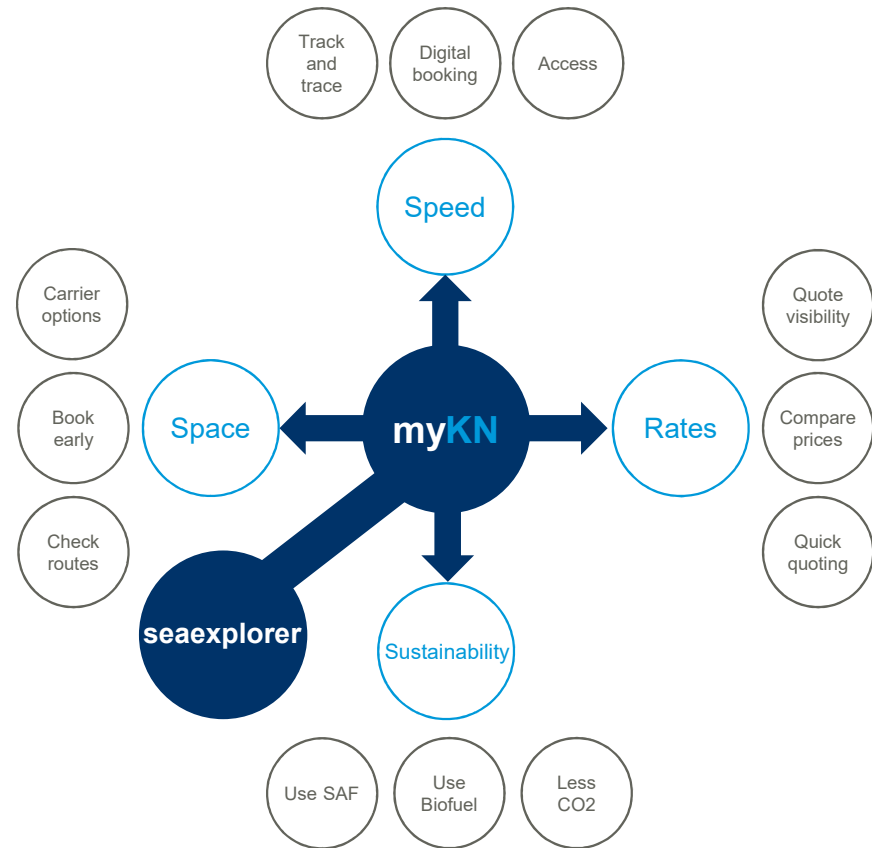 Track
and
trace
Digital
booking
Access
Speed
Carrier
options
Quote
visibility
Book
early
Space
myKN
Rates
Compare
prices
Check
routes
Quick
quoting
seaexplorer
Sustainability
Use SAF
Use
Biofuel
Less
CO2